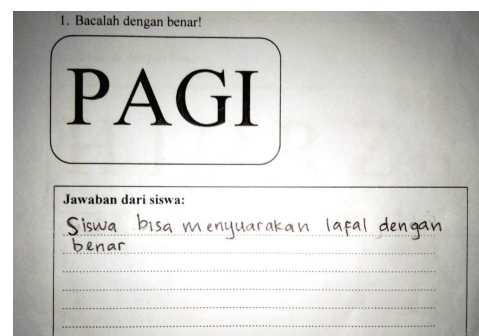 1. Bacalah dengan benar!
PAGI
Jawaban dari siswa:
Siswa bisa menyuarakan lafal dengan
benar